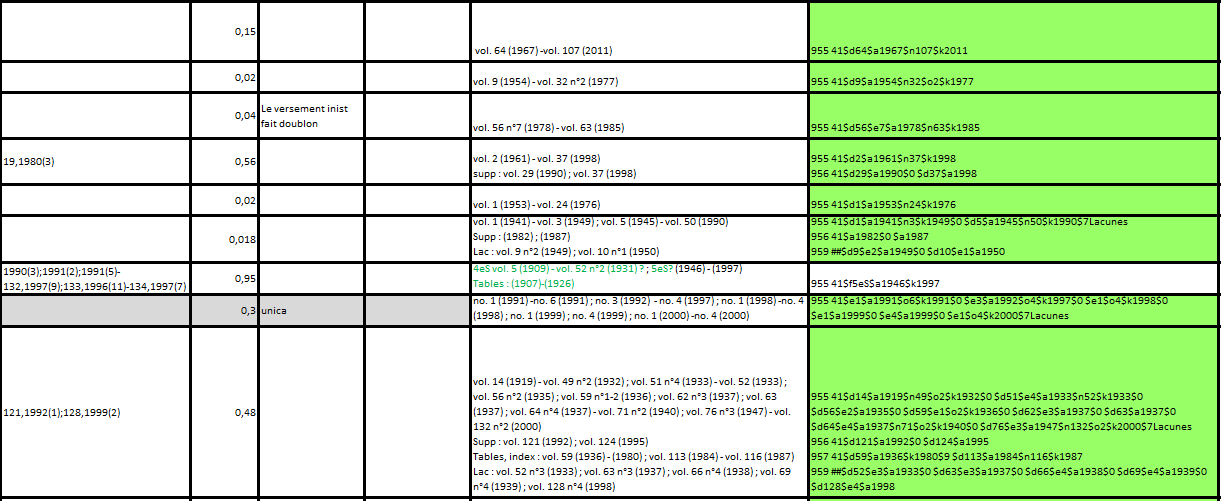 0,15
vol. 64 (1967) -vol. 107 (2011)
955 41$d64$a1967$n107$k2011
0,02
vol. 9 (1954) - vol. 32 n°2 (1977)
955 41$d9$a1954$n32$o2$k1977
0,04
Le versement inist
fait doublon
vol. 56 n°7 (1978) - vol. 63 (1985)
955 41$d56$e7$a1978$n63$k1985
19,1980(3)
0,56
vol. 2 (1961) - vol. 37 (1998)
supp : vol. 29 (1990) ; vol. 37 (1998)
955 41$d2$a1961$n37$k1998
956 41$d29$a1990$0 $d37$a1998
0,02
vol. 1 (1953) - vol. 24 (1976)
955 41$d1$a1953$n24$k1976
0,018
vol. 1 (1941) - vol. 3 (1949) ; vol. 5 (1945) - vol. 50 (1990)
Supp : (1982) ; (1987)
Lac : vol. 9 n°2 (1949) ; vol. 10 n°1 (1950)
955 41$d1$a1941$n3$k1949$0 $d5$a1945$n50$k1990$7Lacunes
956 41$a1982$0 $a1987
959 ##$d9$e2$a1949$0 $d10$e1$a1950
1990(3);1991(2);1991(5)-
132,1997(9);133,1996(11)-134,1997(7)
0,95
4eS vol. 5 (1909) - vol. 52 n°2 (1931) ? ; 5eS? (1946) - (1997)
Tables : (1907)-(1926)
955 41$f5eS$a1946$k1997
0,3
unica
no. 1 (1991) -no. 6 (1991) ; no. 3 (1992) - no. 4 (1997) ; no. 1 (1998) -no. 4
(1998) ; no. 1 (1999) ; no. 4 (1999) ; no. 1 (2000) -no. 4 (2000)
955 41$e1$a1991$o6$k1991$0 $e3$a1992$o4$k1997$0 $e1$o4$k1998$0
$e1$a1999$0 $e4$a1999$0 $e1$o4$k2000$7Lacunes
121,1992(1);128,1999(2)
0,48
vol. 14 (1919) - vol. 49 n°2 (1932) ; vol. 51 n°4 (1933) - vol. 52 (1933) ;
vol. 56 n°2 (1935) ; vol. 59 n°1-2 (1936) ; vol. 62 n°3 (1937) ; vol. 63
(1937) ; vol. 64 n°4 (1937) - vol. 71 n°2 (1940) ; vol. 76 n°3 (1947) - vol.
132 n°2 (2000)
Supp : vol. 121 (1992) ; vol. 124 (1995)
Tables, index : vol. 59 (1936) - (1980) ; vol. 113 (1984) - vol. 116 (1987)
Lac : vol. 52 n°3 (1933) ; vol. 63 n°3 (1937) ; vol. 66 n°4 (1938) ; vol. 69
n°4 (1939) ; vol. 128 n°4 (1998)
955 41$d14$a1919$n49$o2$k1932$0 $d51$e4$a1933$n52$k1933$0
$d56$e2$a1935$0 $d59$e1$o2$k1936$0 $d62$e3$a1937$0 $d63$a1937$0
$d64$e4$a1937$n71$o2$k1940$0 $d76$e3$a1947$n132$o2$k2000$7Lacunes
956 41$d121$a1992$0 $d124$a1995
957 41$d59$a1936$k1980$9 $d113$a1984$n116$k1987
959 ##$d52$e3$a1933$0 $d63$e3$a1937$0 $d66$e4$a1938$0 $d69$e4$a1939$0
$d128$e4$a1998